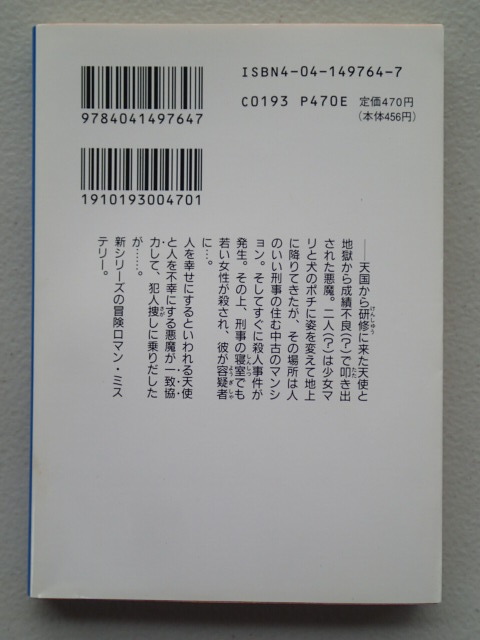 ISBN4-04-149764-7
C0193 P470E 定価470円
(本体456円)
9784041497647
1910193004701
――天国から研修に来た天使と
地獄から成績不良(?)で叩き出
された悪魔。二人(?)は少女マ
リと犬のポチに姿を変えて地上
に降りてきたが、その場所は人
のいい刑事の住む中古のマンシ
ョン。そしてすぐに殺人事件が
発生。その上、刑事の寝室でも
若い女性が殺され、彼が容疑者
に…。
人を幸せにするといわれる天使
と人を不幸にする悪魔が一致協
力して、犯人捜しに乗りだした
が……。
新シリーズの冒険ロマン・ミス
テリー。